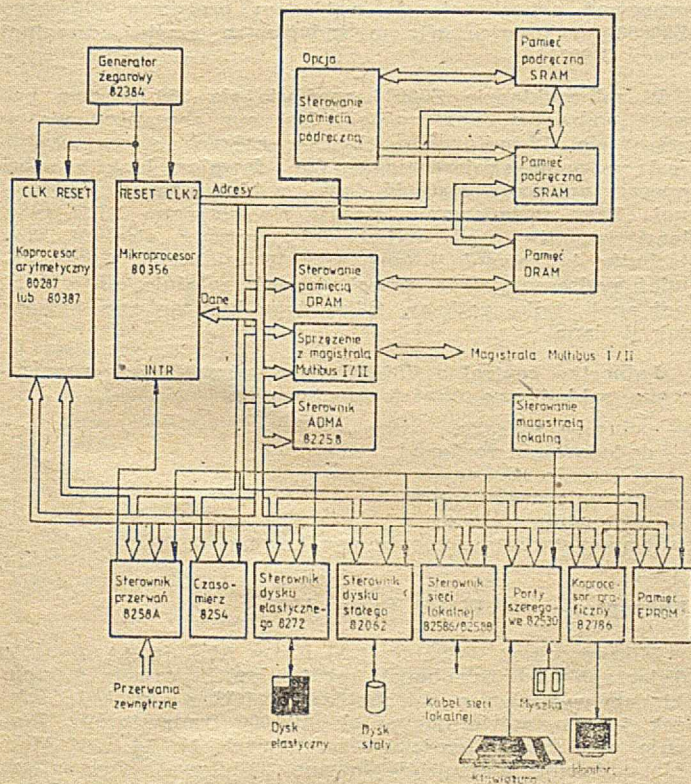 Generator
zegarowy
82384
Opcja
Sterowanie
pamięcią
podręczną
Pamięć
podręczna
SRAM
Pamięć
podręczna
SRAM
CLK RESET
Koprocesor
arytmetyczny
80287
lub 80387
RESET CLK2
Mikroprocesor
80356
INTR
Adresy
Dane
Sterowanie
pamięcią
DRAM
Pamięć
DRAM
Sprzężenie
z magistralą
Multibus I/II
Magistrala Multibus I/II
Sterownik
ADMA
82258
Sterowanie
magistralą
lokalną
Sterownik
przerwań
8258A
Czaso-
mierz
8254
Sterownik
dysku
elastyczne-
go 8272
Sterownik
dysku
stałego
82062
Sterownik
sieci
lokalnej
82586/82588
Porty
szerego-
we 82530
Koproce-
sor gra-
ficzny
82786
Pamięć
EPROM
Przerwania
zewnętrzne
Dysk
elastyczny
Dysk
stały
Kabel sieci
lokalnej
Myszka
Klawiatura
Monitor